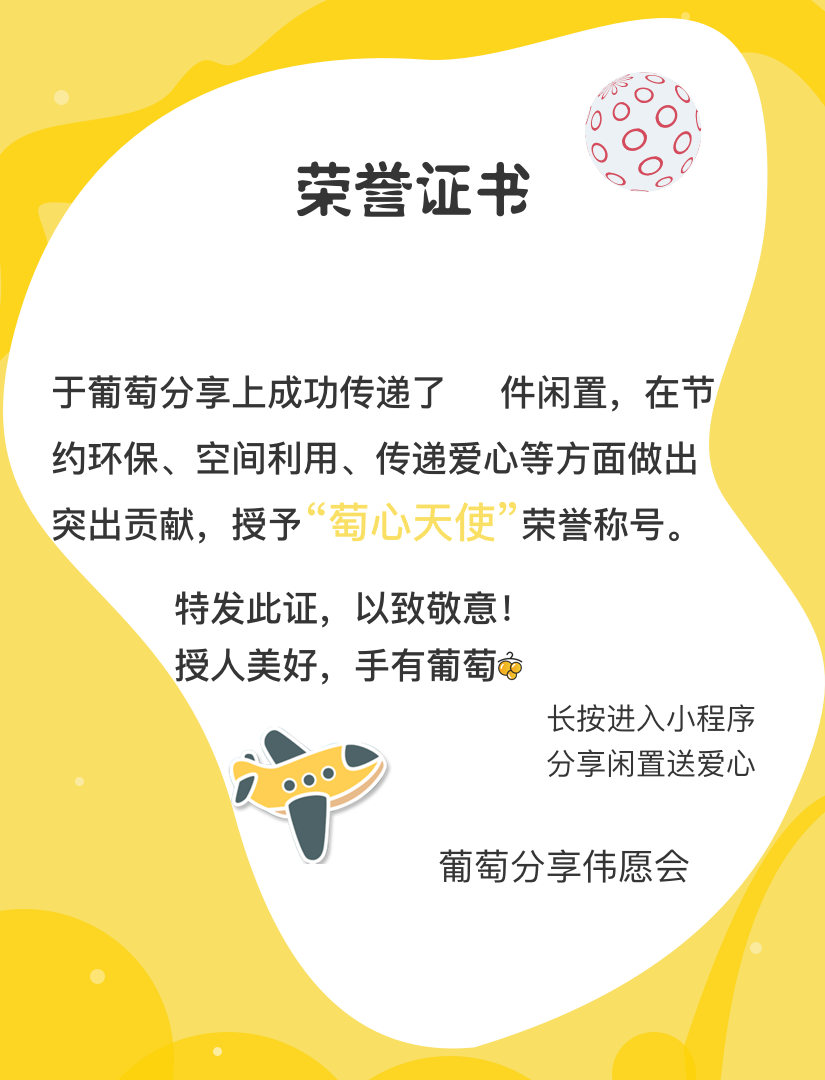 荣誉证书
于葡萄分享上成功传递了 件闲置，在节
约环保、空间利用、传递爱心等方面做出
突出贡献，授予“萄心天使”荣誉称号。
特发此证，以致敬意！
授人美好，手有葡萄
长按进入小程序
分享闲置送爱心
葡萄分享伟愿会